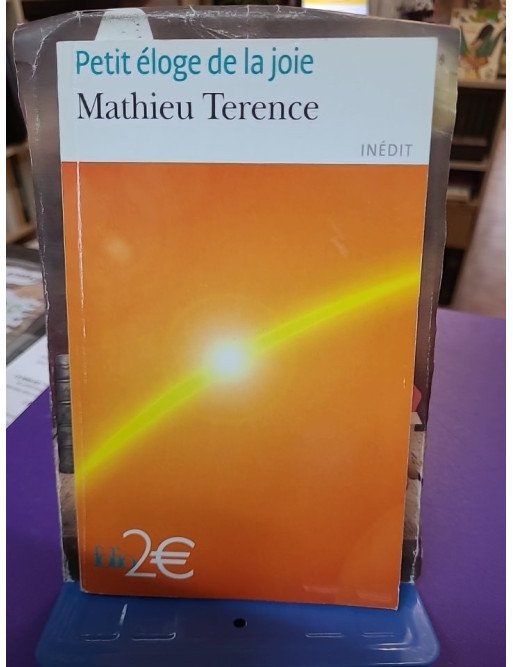 Petit éloge de la joie
Mathieu Terence
INÉDIT
folio 2€